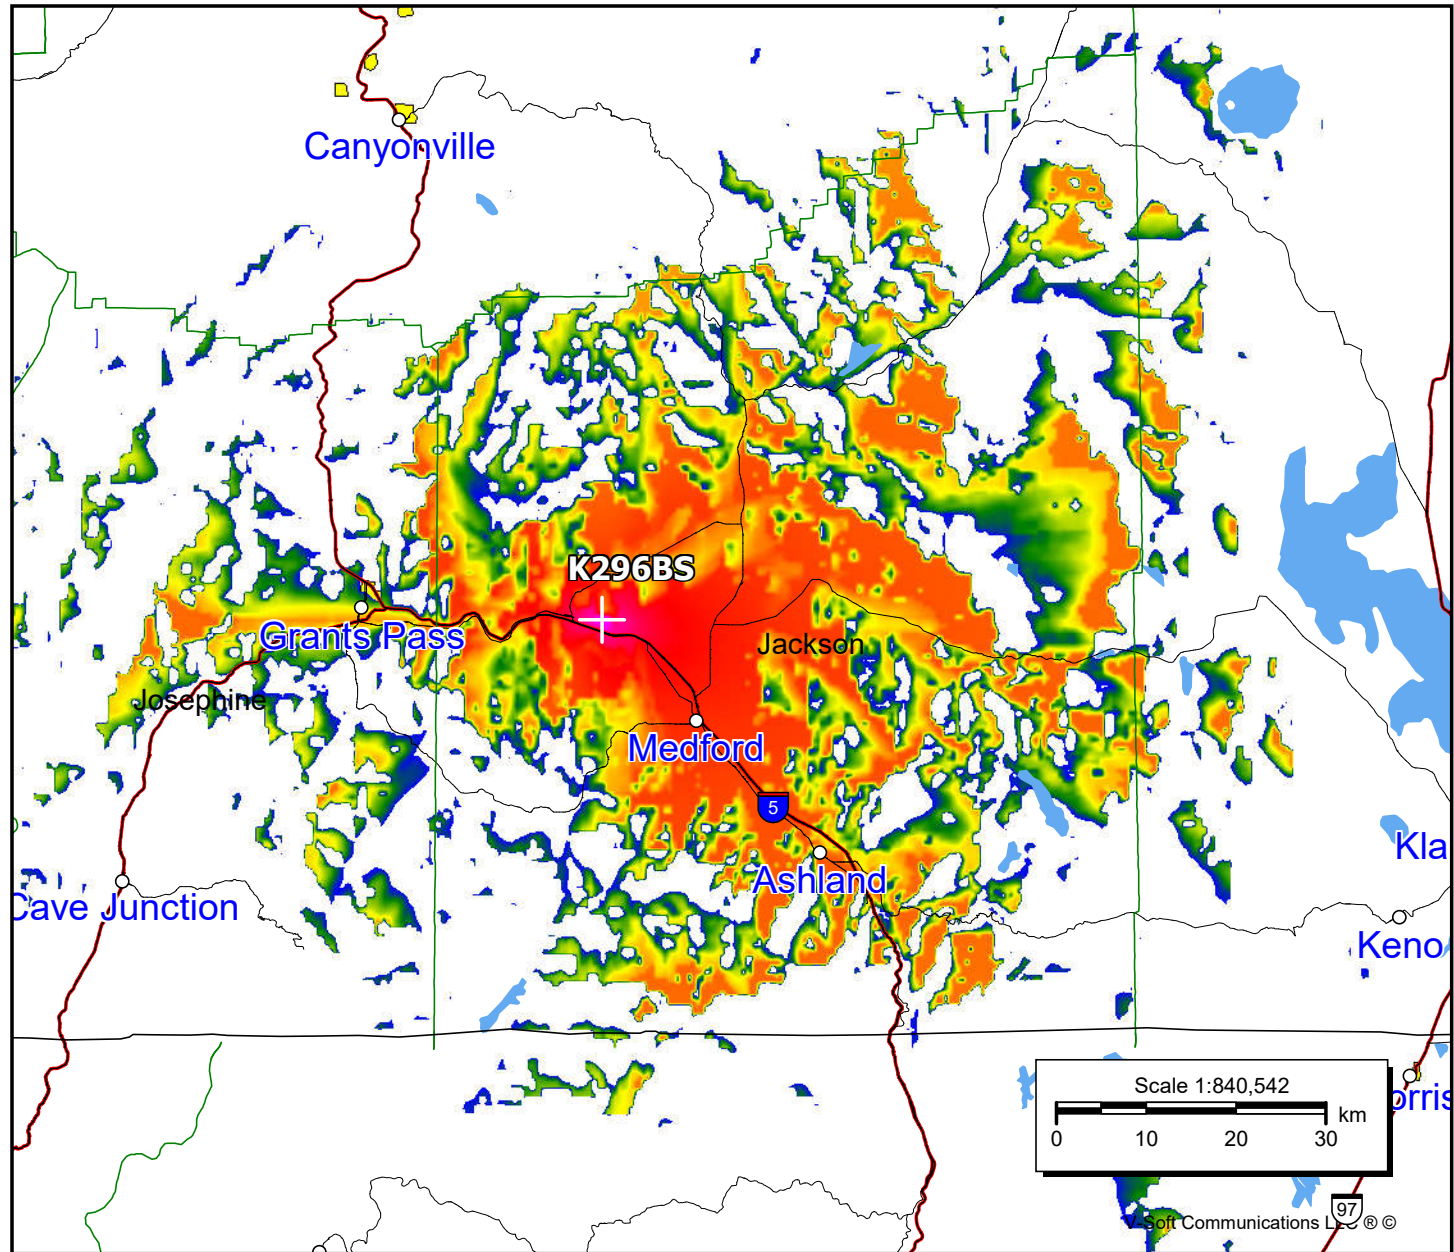 Canyonville
K296BS
Grants Pass
Jackson
Josephine
Medford
5
Kla
Ashland
Cave Junction
Keno
Scale 1:840,542
km
0 10 20 30
orris
97
V-Soft Communications LLC ® ©